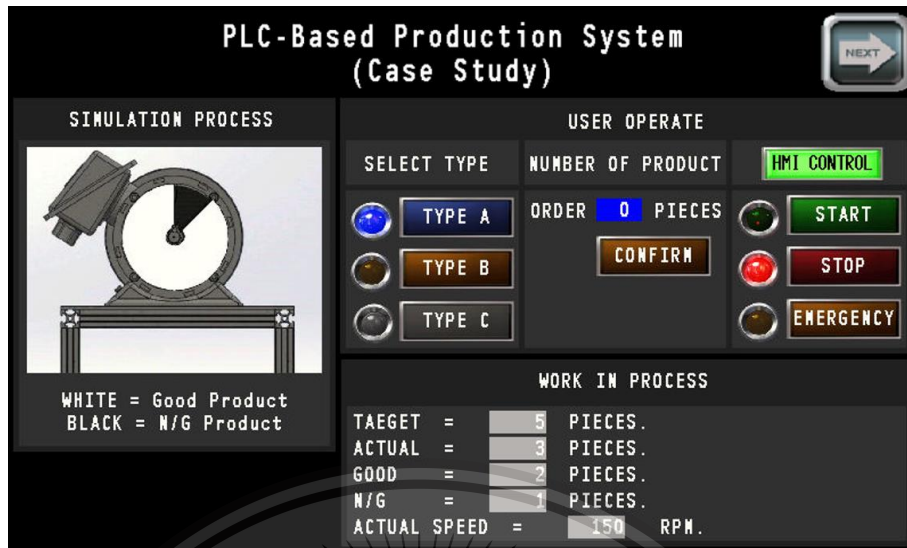 PLC-Based Production System
(Case Study)
NEXT
SIMULATION PROCESS
WHITE = Good Product
BLACK = N/G Product
USER OPERATE
SELECT TYPE
TYPE A
TYPE B
TYPE C
NUMBER OF PRODUCT
ORDER 0 PIECES
CONFIRM
HMI CONTROL
START
STOP
EMERGENCY
WORK IN PROCESS
TAEGET = 5 PIECES.
ACTUAL = 3 PIECES.
GOOD = 2 PIECES.
N/G = 1 PIECES.
ACTUAL SPEED = 150 RPM.